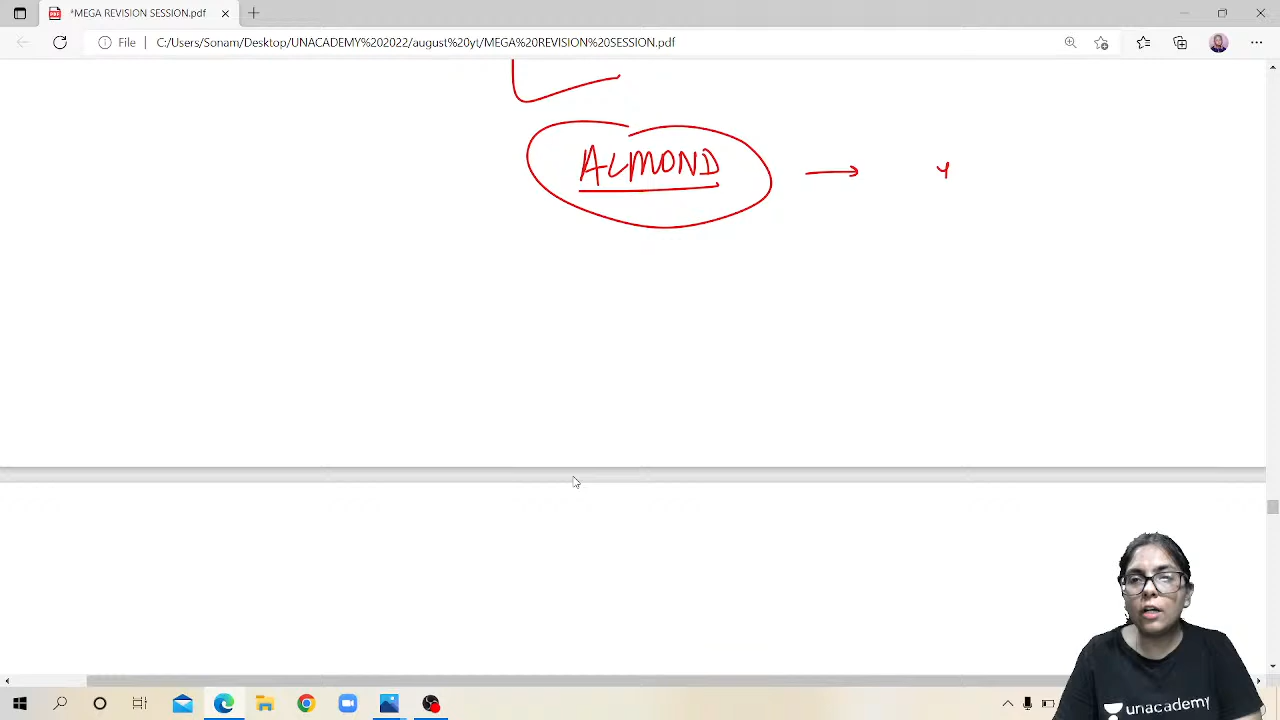 *MEGA REVISION SESSION.pdf
File
C:/Users/Sonam/Desktop/UNACADEMY%202022/august%20yt/MEGA%20REVISION%20SESSION.pdf
ALMOND → 4
unacademy